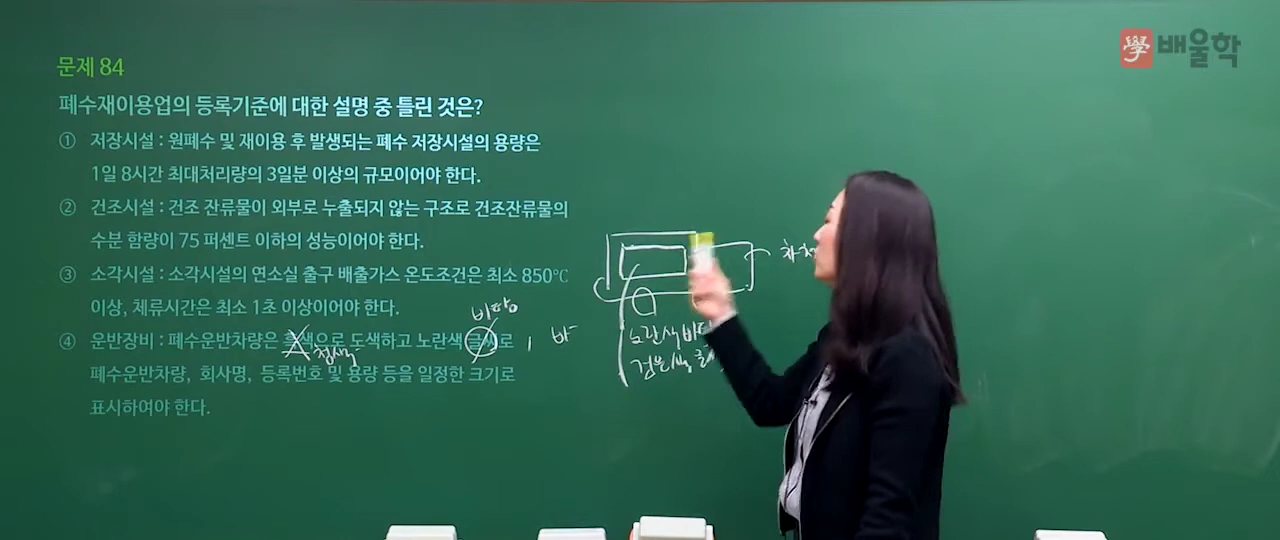 學 배울학
문제 84
폐수재이용업의 등록기준에 대한 설명 중 틀린 것은?
① 저장시설 : 원폐수 및 재이용 후 발생되는 폐수 저장시설의 용량은
1일 8시간 최대처리량의 3일분 이상의 규모이어야 한다.
② 건조시설 : 건조 잔류물이 외부로 누출되지 않는 구조로 건조잔류물의
수분 함량이 75 퍼센트 이하의 성능이어야 한다.
③ 소각시설 : 소각시설의 연소실 출구 배출가스 온도조건은 최소 850℃
이상, 체류시간은 최소 1초 이상이어야 한다.
④ 운반장비 : 폐수운반차량은 흑색으로 도색하고 노란색 글씨로
폐수운반차량, 회사명, 등록번호 및 용량 등을 일정한 크기로
표시하여야 한다.
청색
바탕
바
노란색 바탕
검은색 글